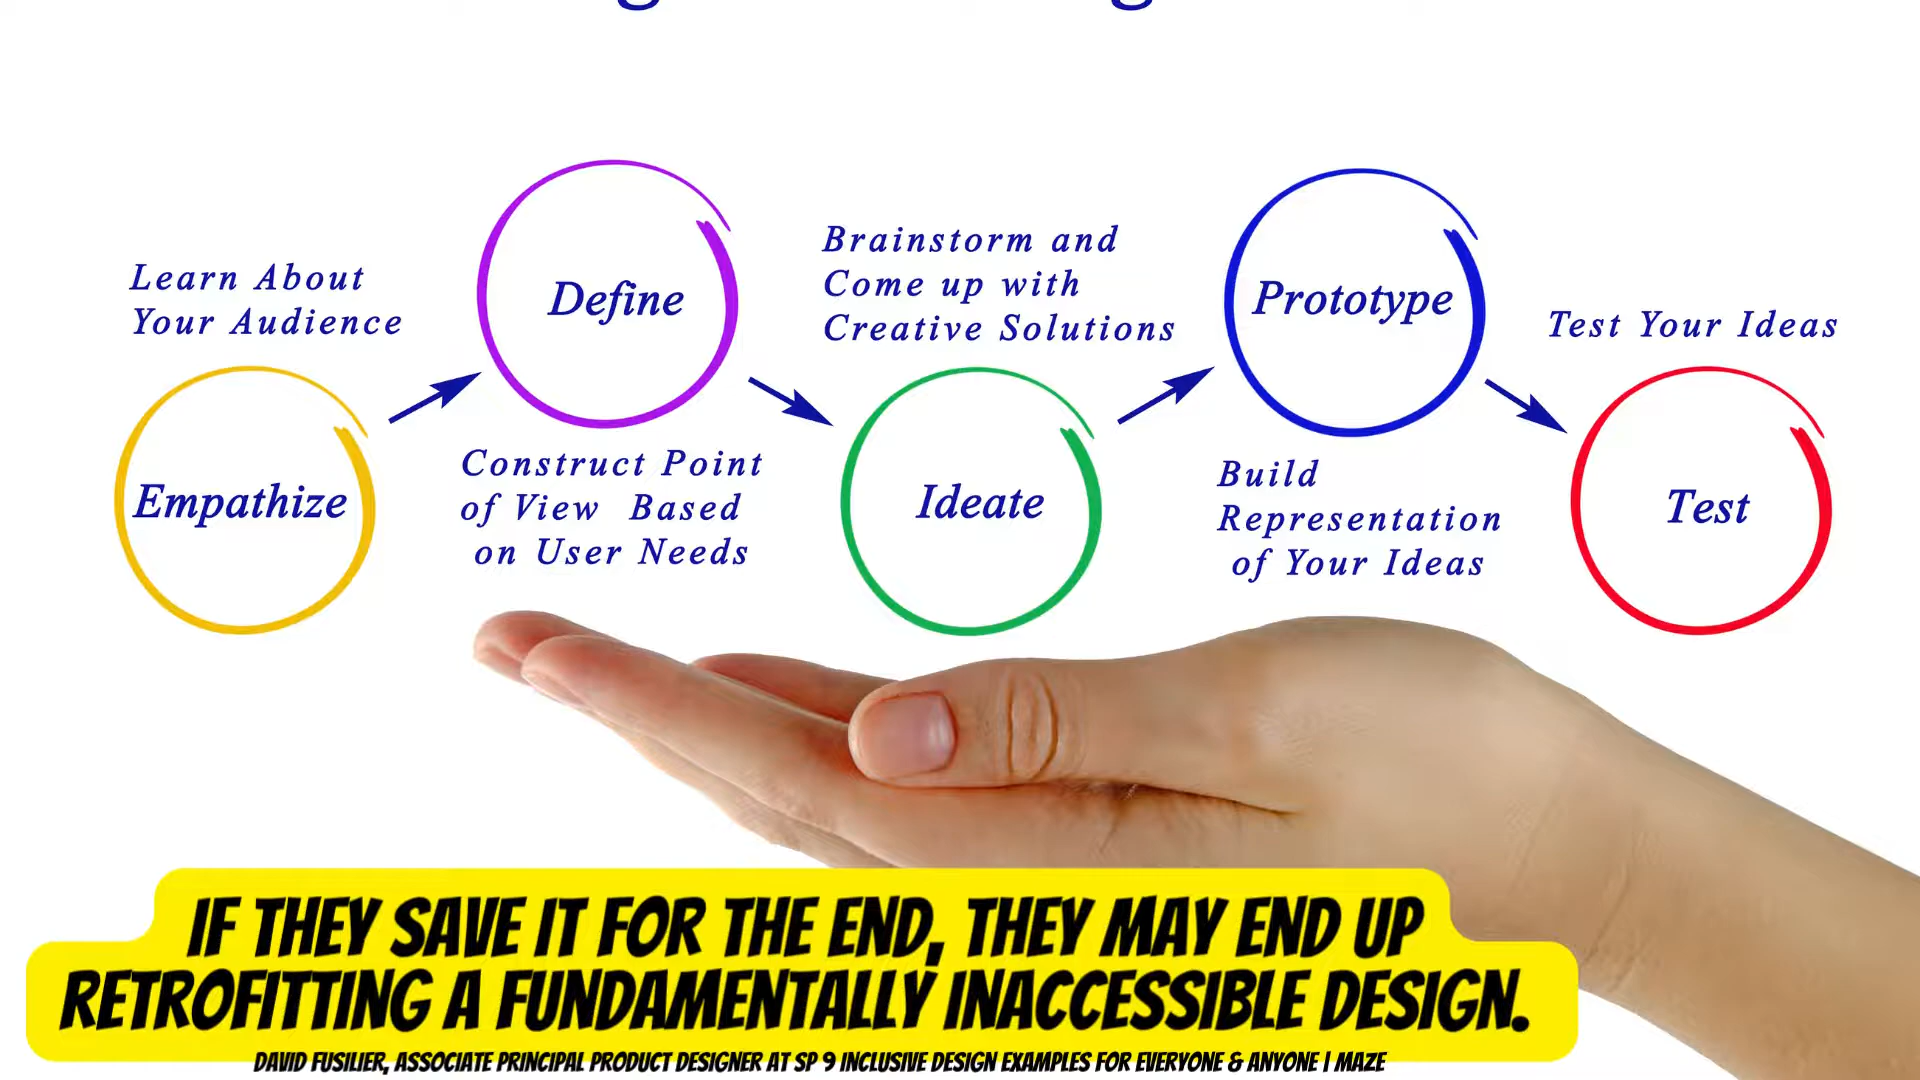 Learn About
Your Audience
Empathize
Define
Construct Point
of View Based
on User Needs
Brainstorm and
Come up with
Creative Solutions
Ideate
Prototype
Build
Representation
of Your Ideas
Test Your Ideas
Test
IF THEY SAVE IT FOR THE END, THEY MAY END UP
RETROFITTING A FUNDAMENTALLY INACCESSIBLE DESIGN.
DAVID FUSILIER, ASSOCIATE PRINCIPAL PRODUCT DESIGNER AT SP 9 INCLUSIVE DESIGN EXAMPLES FOR EVERYONE & ANYONE | MAZE